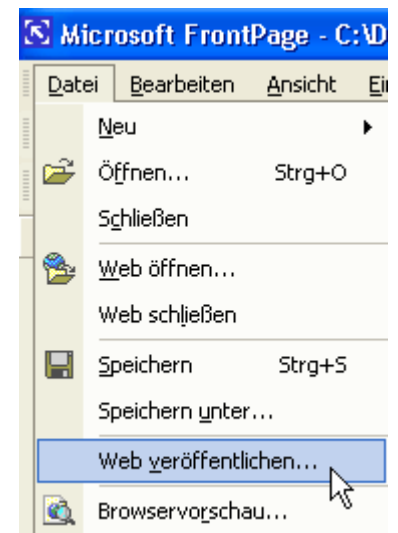 Microsoft FrontPage - C:\D
Datei Bearbeiten Ansicht Ei
Neu
Öffnen... Strg+O
Schließen
Web öffnen...
Web schließen
Speichern Strg+S
Speichern unter...
Web veröffentlichen...
Browservorschau...